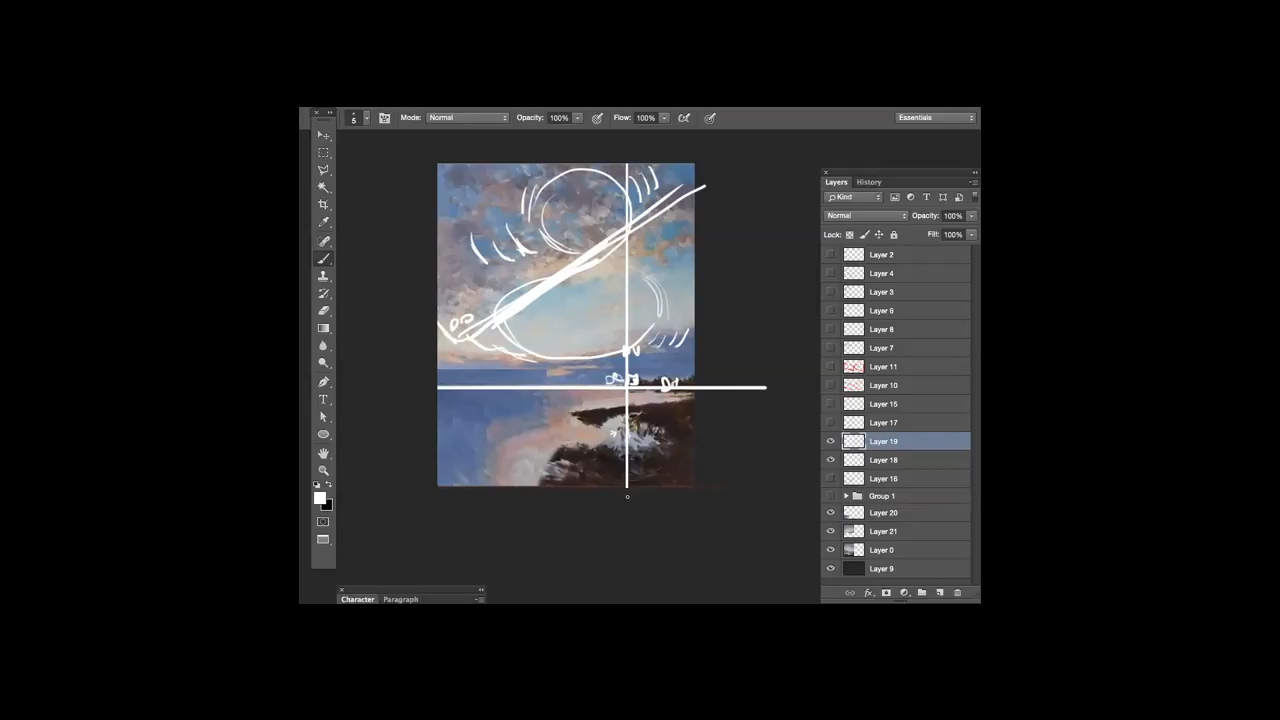 5 Mode: Normal Opacity: 100% Flow: 100% Essentials
Layers History
Kind
Normal Opacity: 100%
Lock: Fill: 100%
Layer 2
Layer 4
Layer 3
Layer 6
Layer 8
Layer 7
Layer 11
Layer 10
Layer 15
Layer 17
Layer 19
Layer 18
Layer 16
Group 1
Layer 20
Layer 21
Layer 0
Layer 9
fx
Character Paragraph